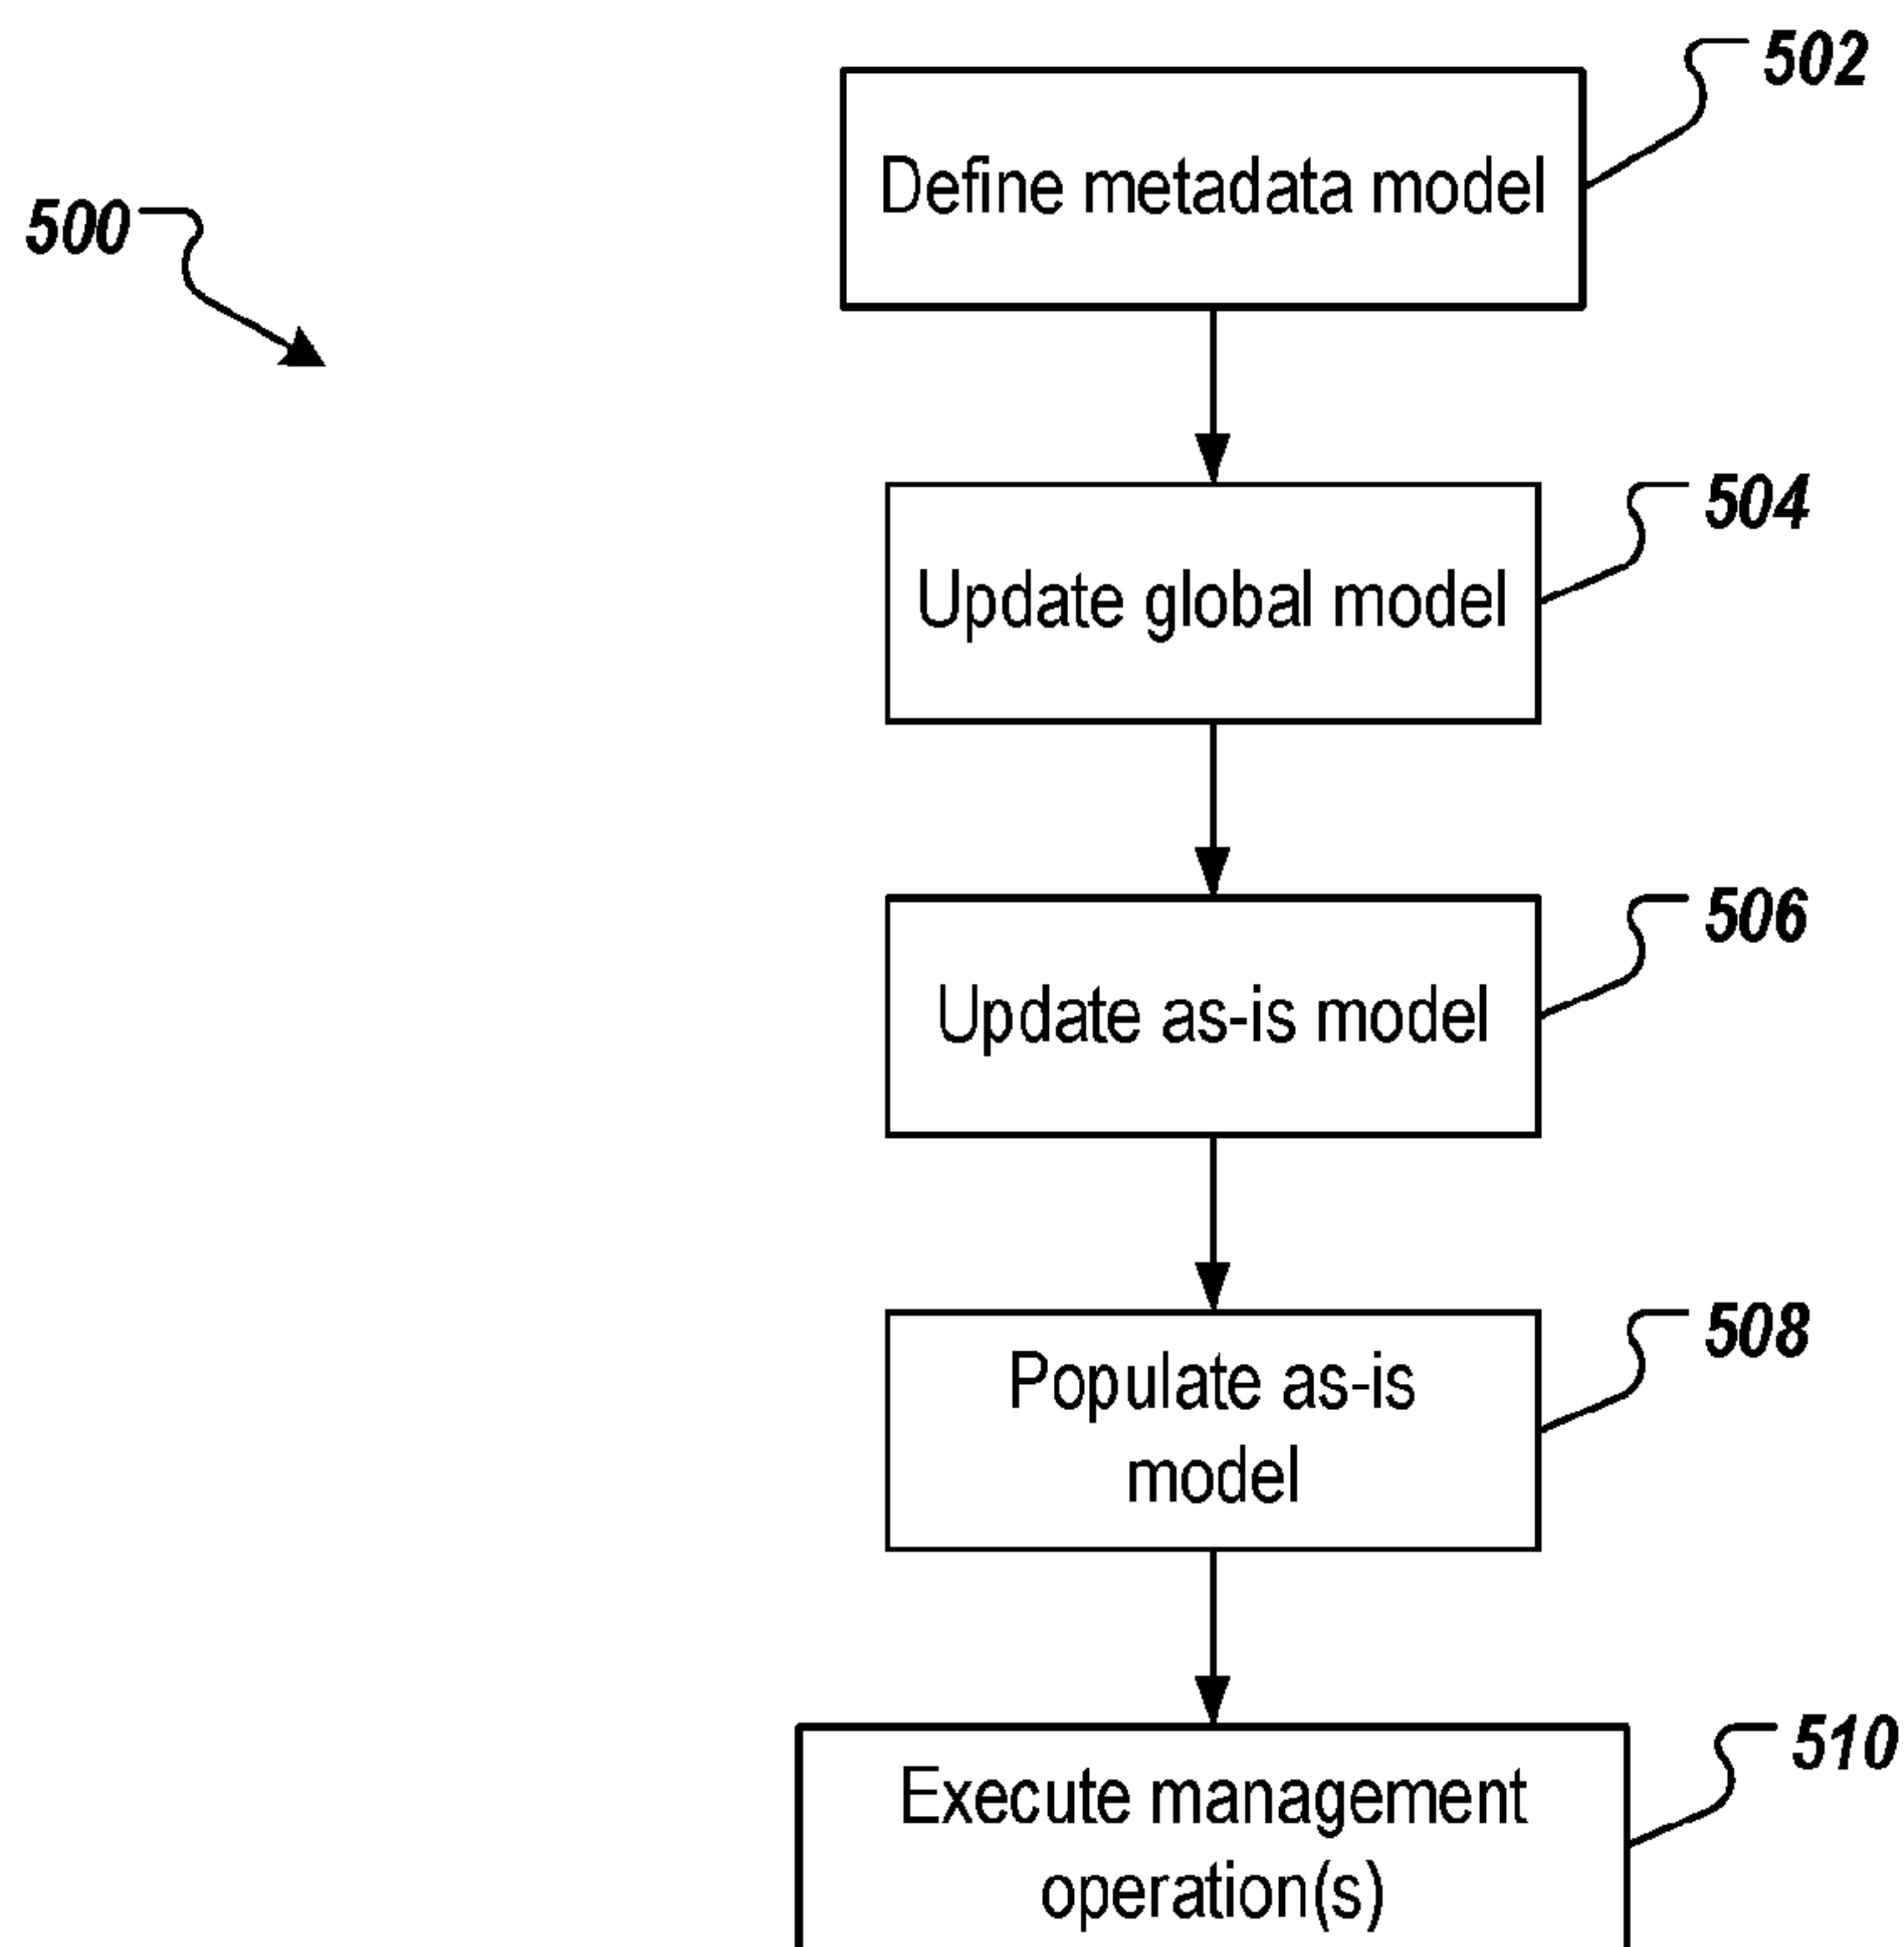 502
Define metadata model
500
504
Update global model
506
Update as-is model
508
Populate as-is
model
510
Execute management
operation(s)